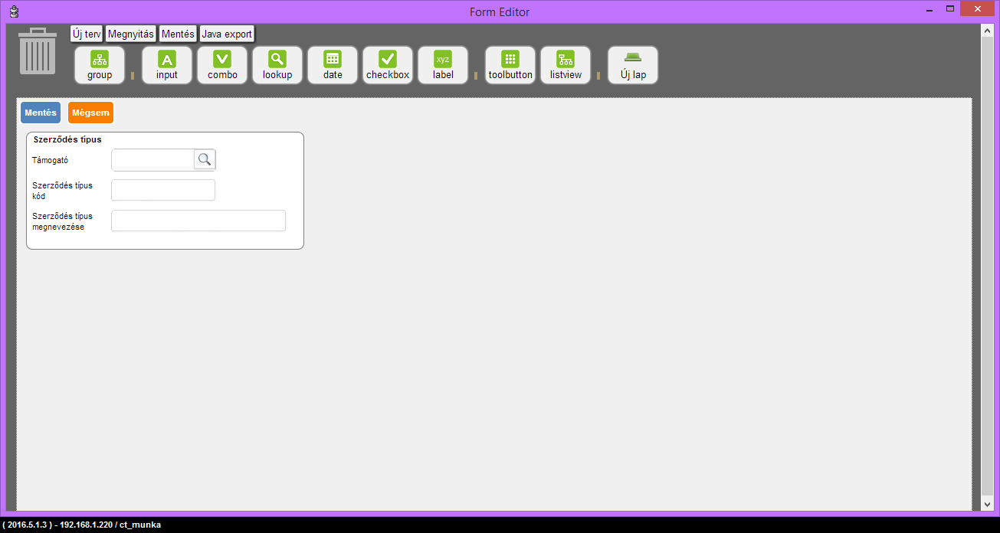 Form Editor
Új terv Megnyitás Mentés Java export
group input combo lookup date checkbox xyz label toolbutton listview Új lap
Mentés Mégsem
Szerződés típus
Támogató
Szerződés típus
kód
Szerződés típus
megnevezése
( 2016.5.1.3 ) - 192.168.1.220 / ct_munka